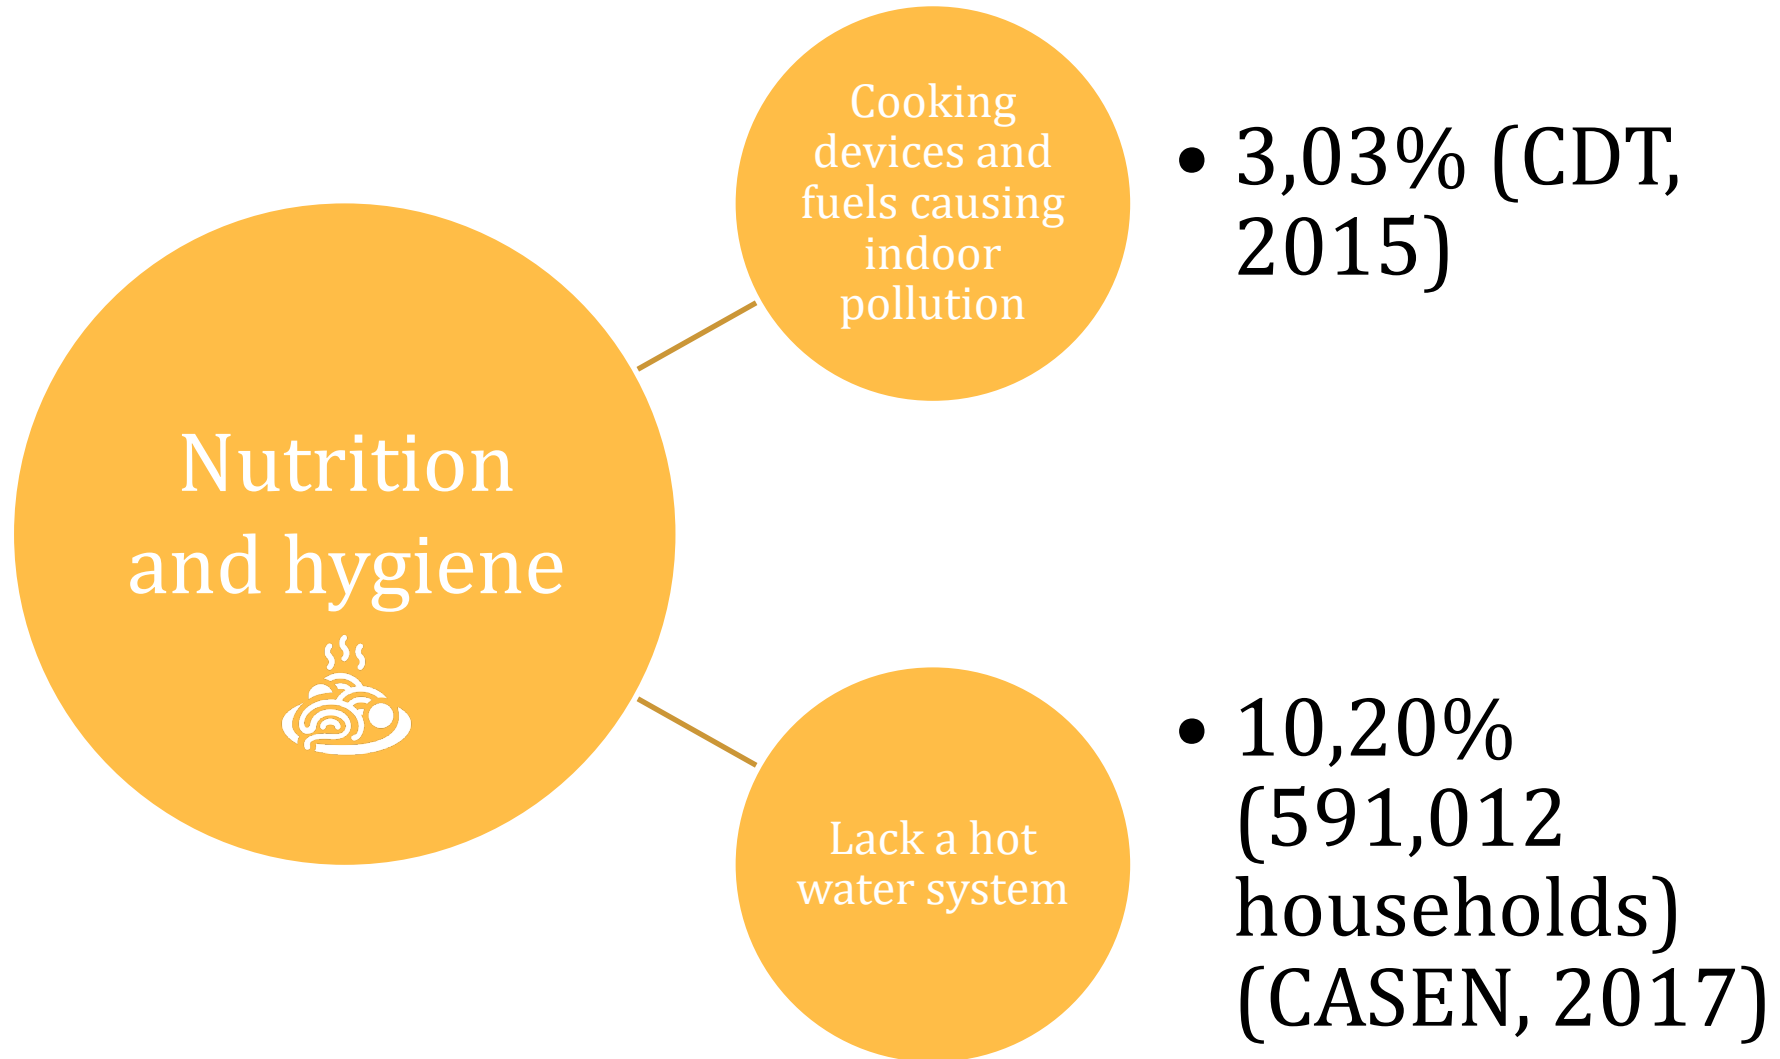 Nutrition
and hygiene
Cooking
devices and
fuels causing
indoor
pollution
• 3,03% (CDT,
2015)
Lack a hot
water system
• 10,20%
(591,012
households)
(CASEN, 2017)